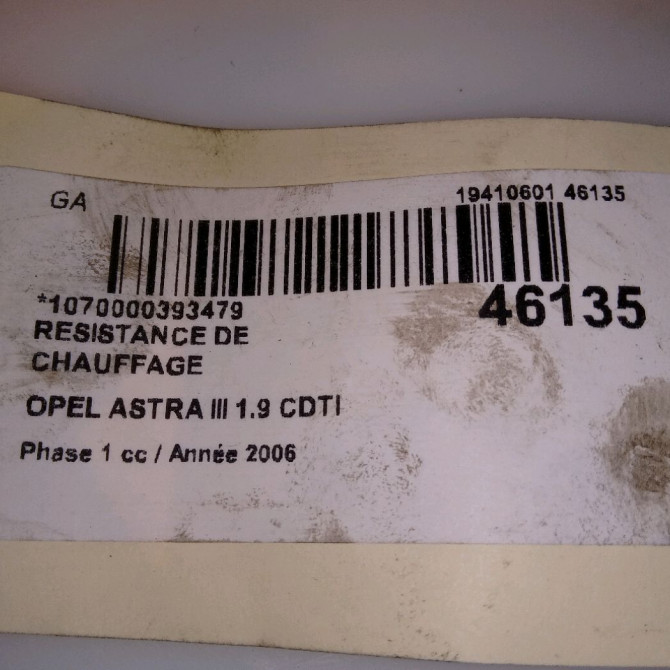 GA
19410601 46135
*1070000393479
46135
RESISTANCE DE
CHAUFFAGE
OPEL ASTRA III 1.9 CDTI
Phase 1 cc / Année 2006